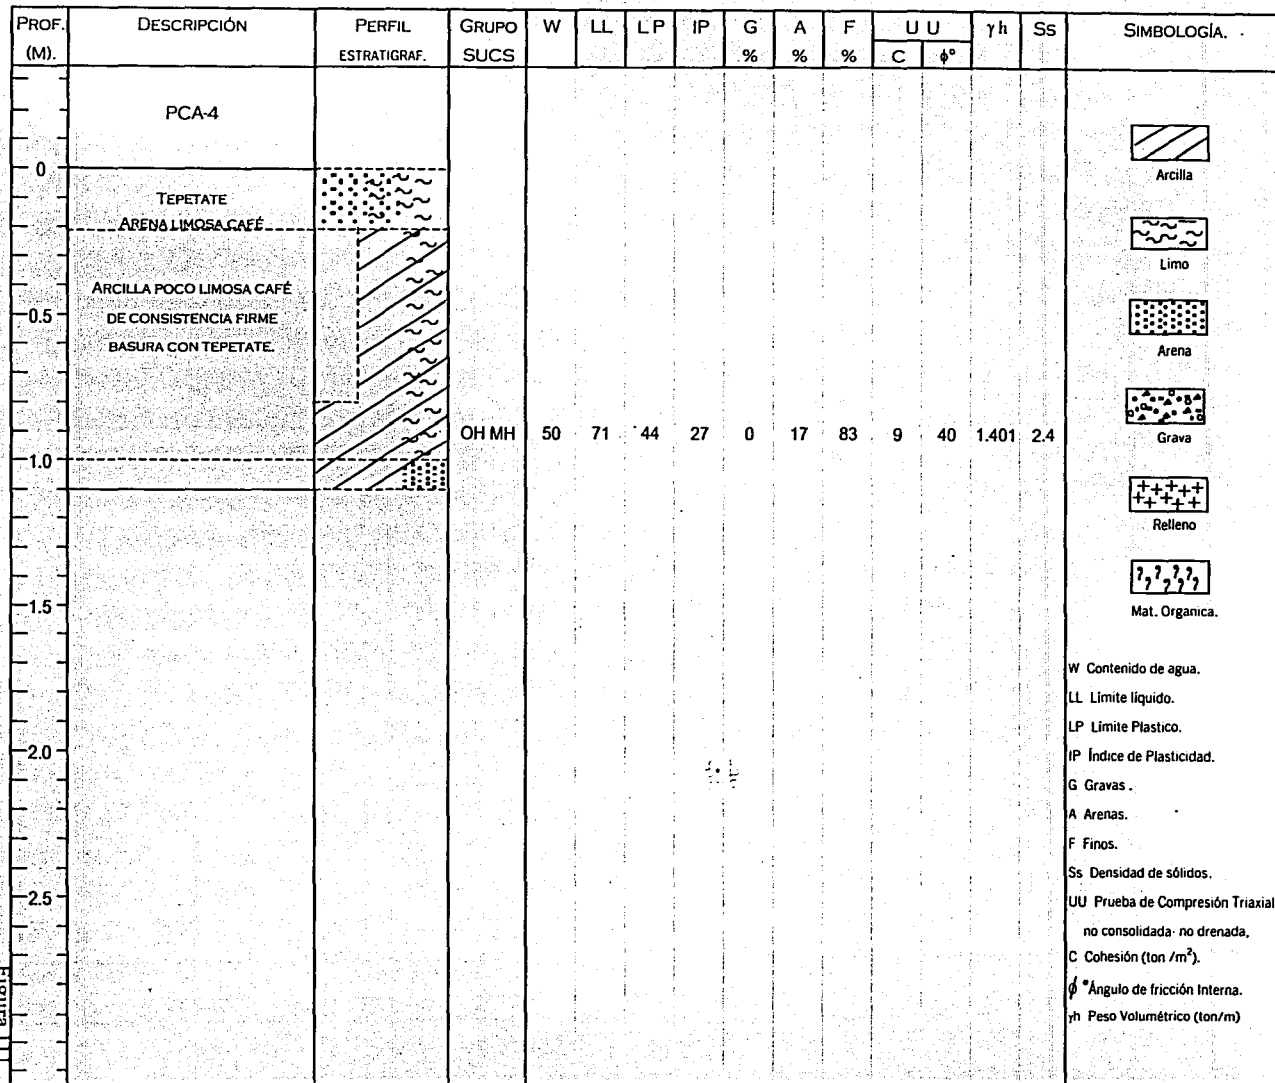 PROF. (M).
DESCRIPCIÓN
PERFIL ESTRATIGRAF.
GRUPO SUCS
W
LL
LP
IP
G %
A %
F %
UU
C
ϕ°
γh
Ss
SIMBOLOGÍA.
PCA-4
0
TEPETATE
ARENA LIMOSA CAFÉ
ARCILLA POCO LIMOSA CAFÉ
DE CONSISTENCIA FIRME
BASURA CON TEPETATE.
0.5
OH MH 50 71 44 27 0 17 83 9 40 1.401 2.4
1.0
1.5
2.0
2.5
Arcilla
Limo
Arena
Grava
Relleno
Mat. Organica.
W Contenido de agua.
LL Límite líquido.
LP Límite Plastico.
IP Índice de Plasticidad.
G Gravas.
A Arenas.
F Finos.
Ss Densidad de sólidos.
UU Prueba de Compresión Triaxial
no consolidada- no drenada.
C Cohesión (ton /m²).
ϕ° Ángulo de fricción Interna.
γh Peso Volumétrico (ton/m)